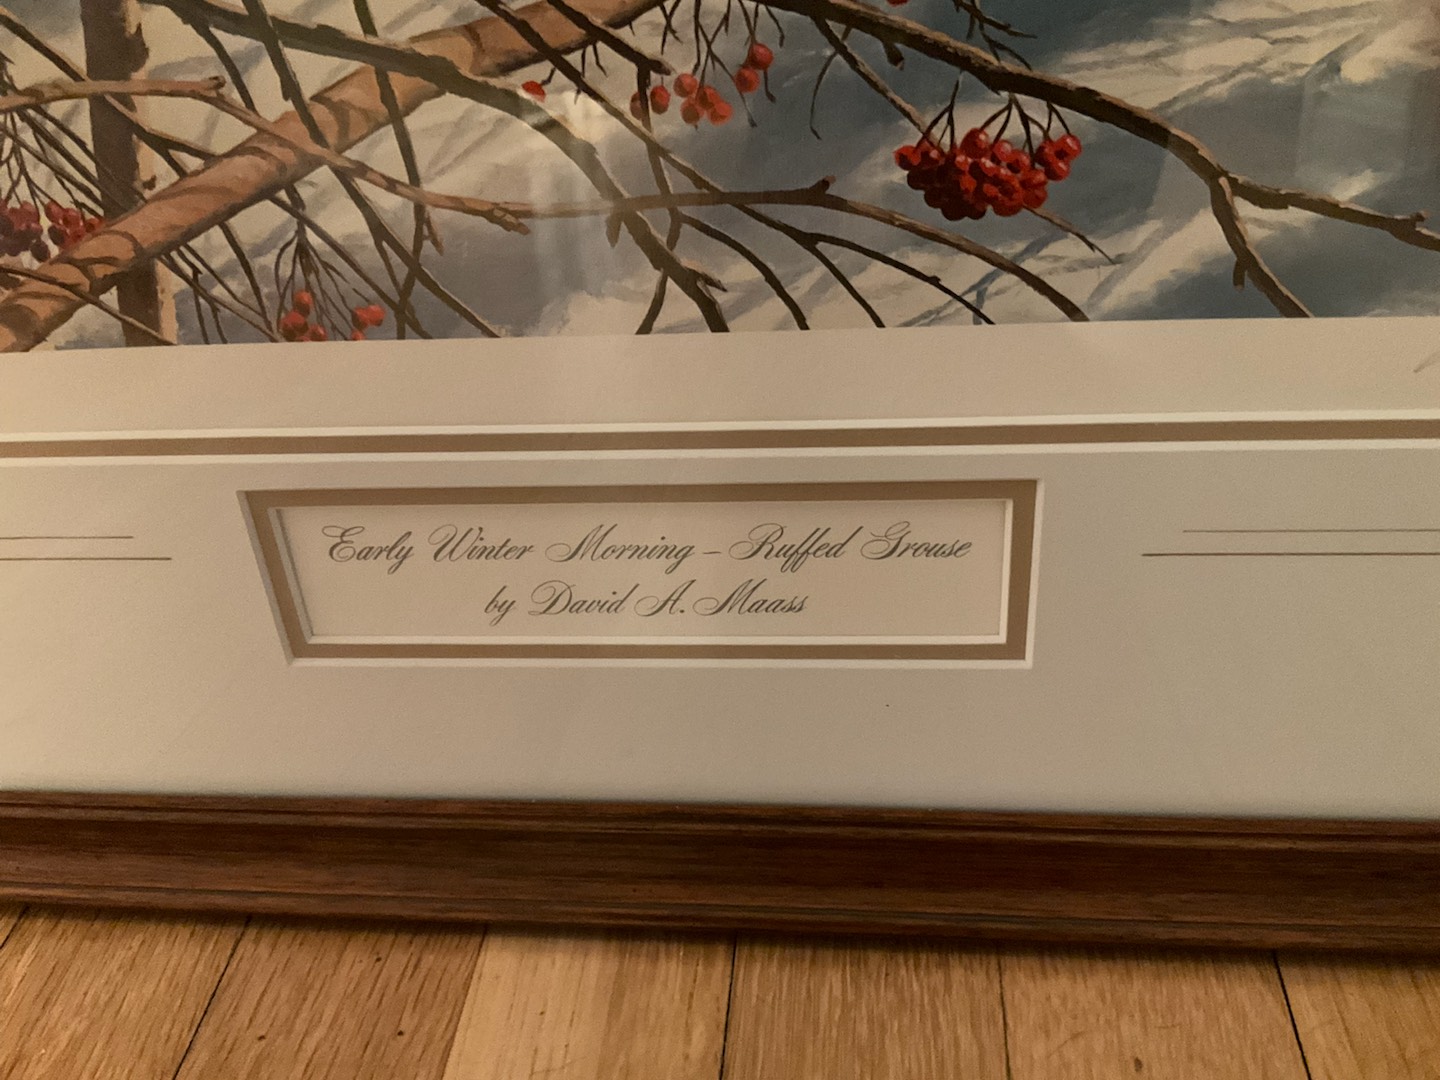 Early Winter Morning – Ruffed Grouse
by David A. Maass